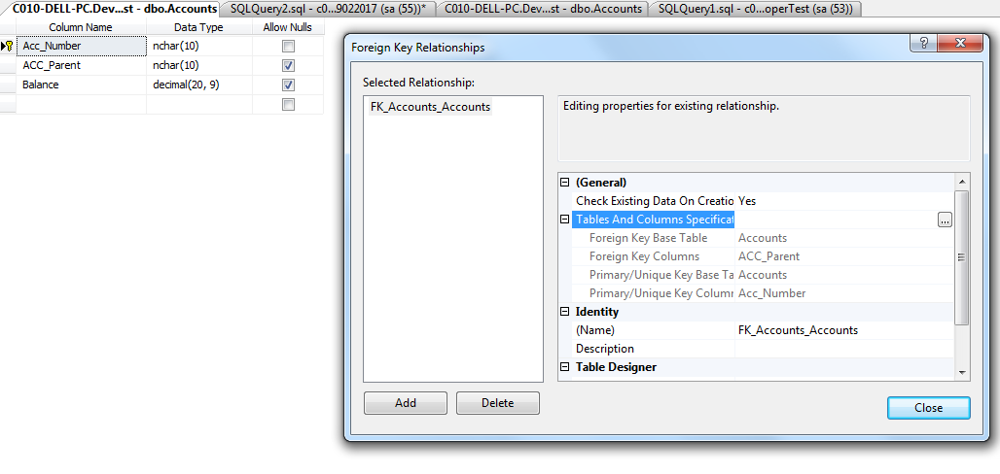 C010-DELL-PC.Dev...st - dbo.Accounts SQLQuery2.sql - c0...9022017 (sa (55))* C010-DELL-PC.Dev...st - dbo.Accounts SQLQuery1.sql - c0...operTest (sa (53))
Column Name Data Type Allow Nulls
Acc_Number nchar(10)
ACC_Parent nchar(10)
Balance decimal(20, 9)
Foreign Key Relationships
Selected Relationship:
FK_Accounts_Accounts
Editing properties for existing relationship.
(General)
Check Existing Data On Creatio Yes
Tables And Columns Specificat ...
Foreign Key Base Table Accounts
Foreign Key Columns ACC_Parent
Primary/Unique Key Base Ta Accounts
Primary/Unique Key Column Acc_Number
Identity
(Name) FK_Accounts_Accounts
Description
Table Designer
Add Delete
Close